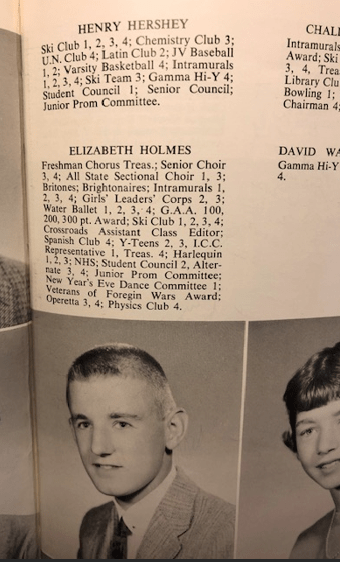 HENRY HERSHEY
Ski Club 1, 2, 3, 4; Chemistry Club 3;
U.N. Club 4; Latin Club 2; JV Baseball
1, 2; Varsity Basketball 4; Intramurals
1, 2, 3, 4; Ski Team 3; Gamma Hi-Y 4;
Student Council 1; Senior Council;
Junior Prom Committee.
ELIZABETH HOLMES
Freshman Chorus Treas.; Senior Choir
3, 4; All State Sectional Choir 1, 3;
Britones; Brightonaires; Intramurals 1,
2, 3, 4; Girls' Leaders' Corps 2, 3;
Water Ballet 1, 2, 3, 4; G.A.A. 100,
200, 300 pt. Award; Ski Club 1, 2, 3, 4;
Crossroads Assistant Class Editor;
Spanish Club 4; Y-Teens 2, 3, I.C.C.
Representative 1, Treas. 4; Harlequin
1, 2, 3; NHS; Student Council 2, Alter-
nate 3, 4; Junior Prom Committee;
New Year's Eve Dance Committee 1;
Veterans of Foregin Wars Award;
Operetta 3, 4; Physics Club 4.
CHAL
Intramurals
Award; Ski
3, 4, Trea
Library Clu
Bowling 1;
Chairman 4;
DAVID WA
Gamma Hi-Y
4.